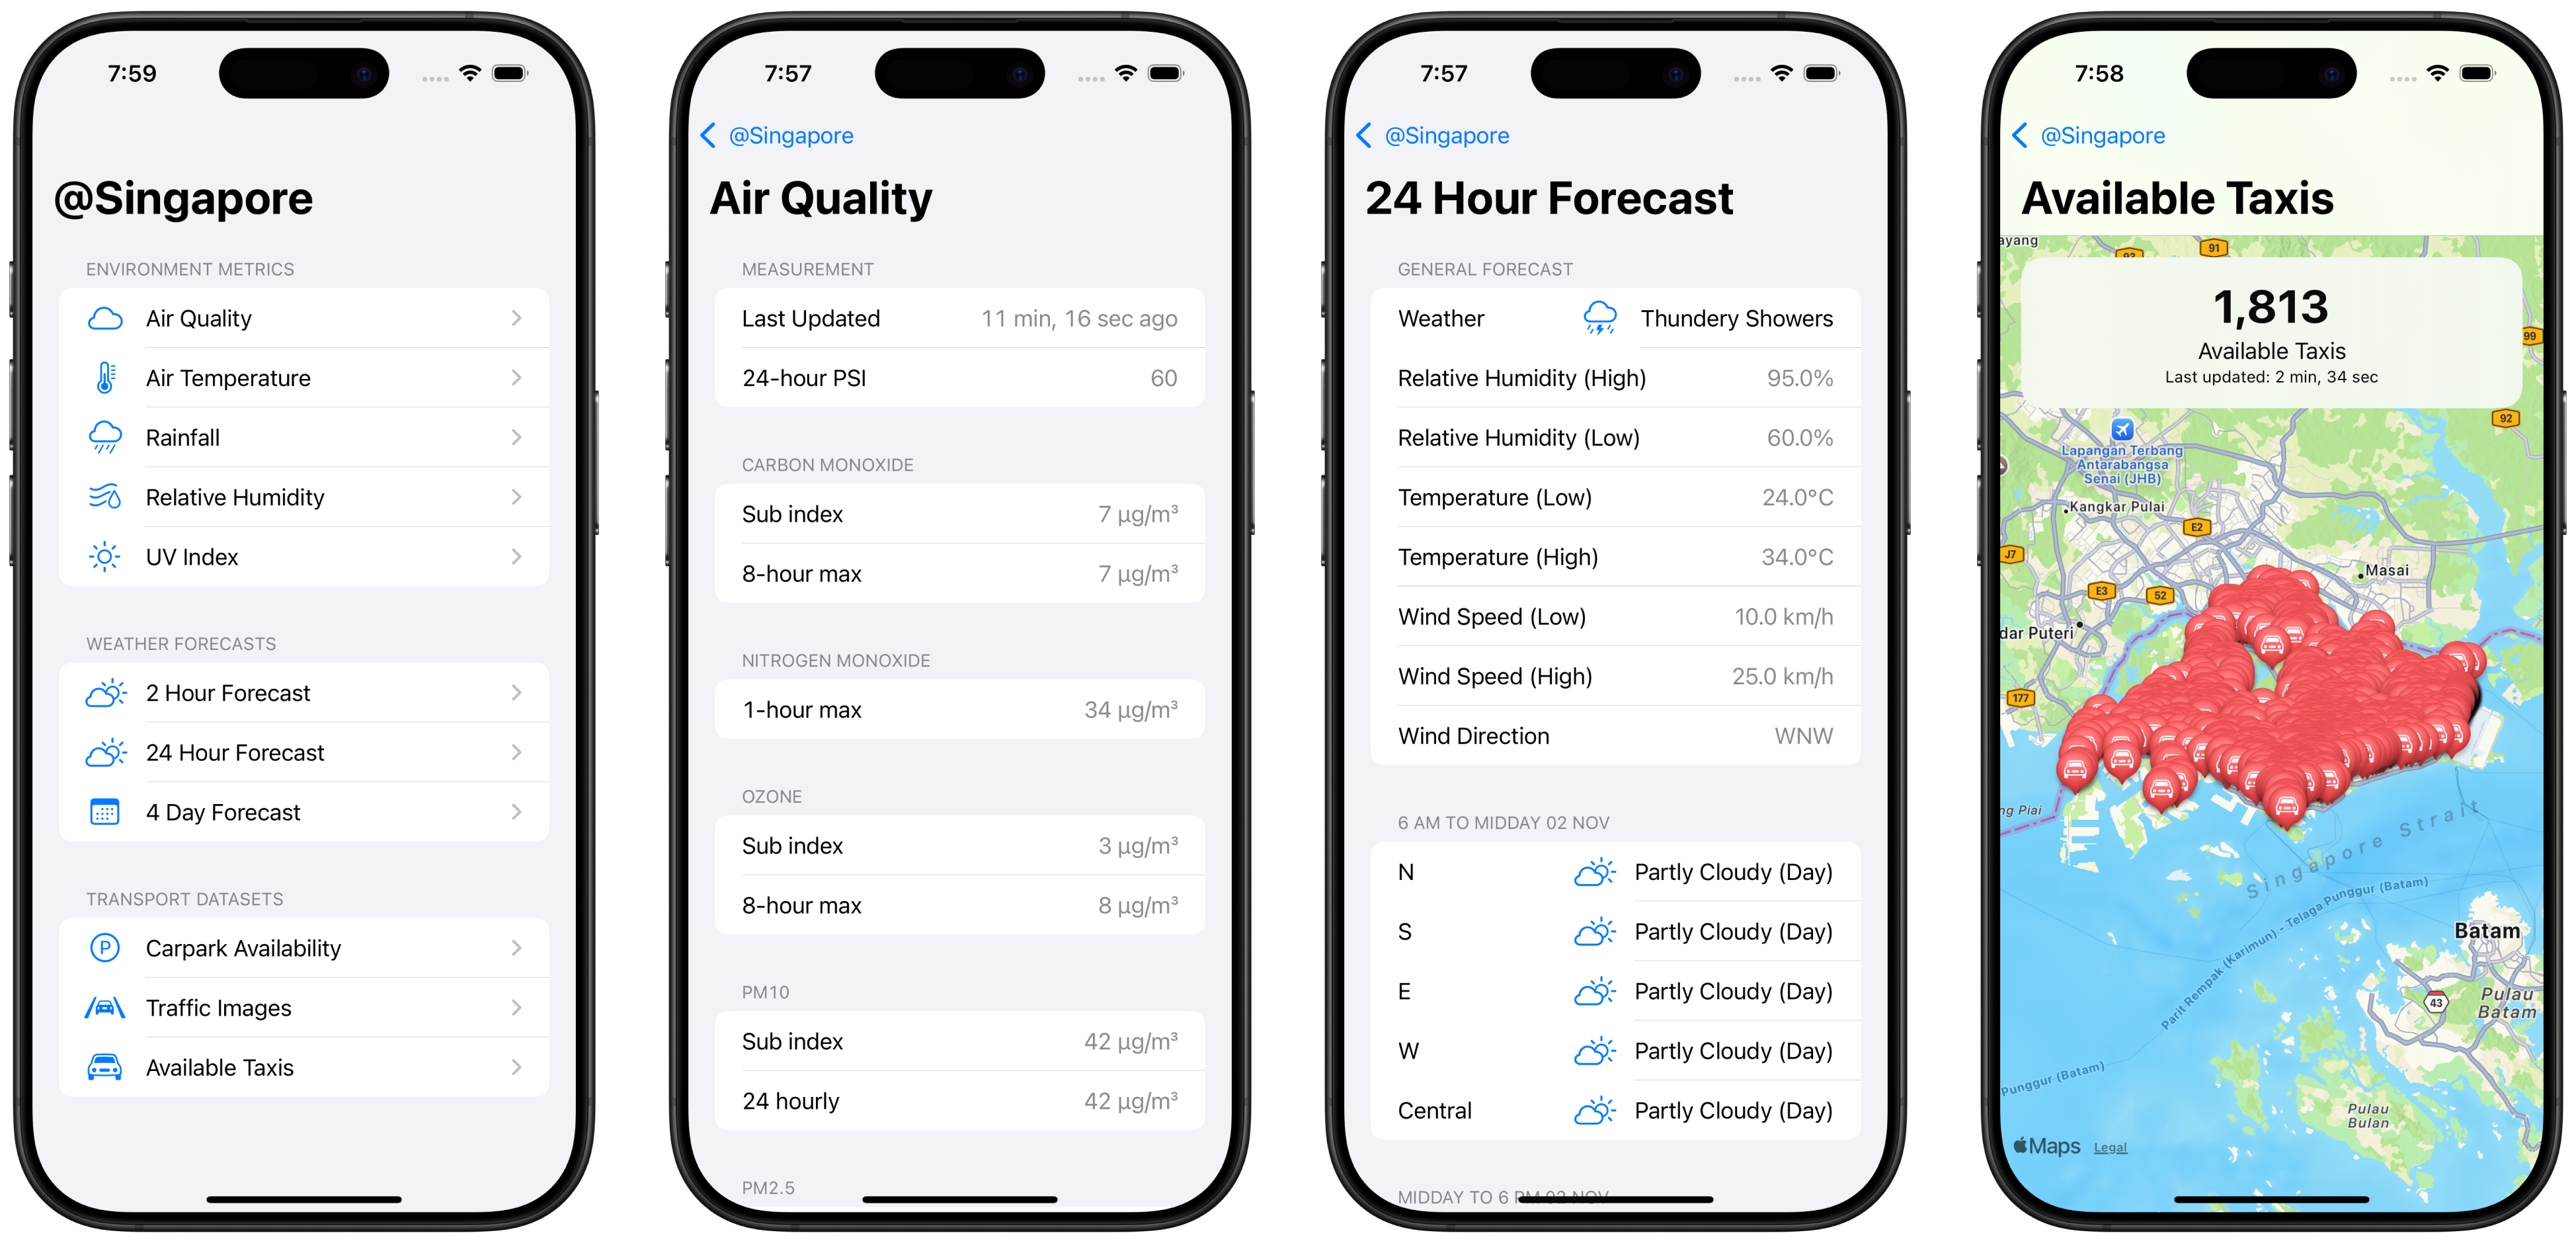 7:59
@Singapore
ENVIRONMENT METRICS
Air Quality
Air Temperature
Rainfall
Relative Humidity
UV Index
WEATHER FORECASTS
2 Hour Forecast
24 Hour Forecast
4 Day Forecast
TRANSPORT DATASETS
P Carpark Availability
Traffic Images
Available Taxis
7:57
@Singapore
Air Quality
MEASUREMENT
Last Updated 11 min, 16 sec ago
24-hour PSI 60
CARBON MONOXIDE
Sub index 7 µg/m³
8-hour max 7 µg/m³
NITROGEN MONOXIDE
1-hour max 34 µg/m³
OZONE
Sub index 3 µg/m³
8-hour max 8 µg/m³
PM10
Sub index 42 µg/m³
24 hourly 42 µg/m³
PM2.5
7:57
@Singapore
24 Hour Forecast
GENERAL FORECAST
Weather Thundery Showers
Relative Humidity (High) 95.0%
Relative Humidity (Low) 60.0%
Temperature (Low) 24.0°C
Temperature (High) 34.0°C
Wind Speed (Low) 10.0 km/h
Wind Speed (High) 25.0 km/h
Wind Direction WNW
6 AM TO MIDDAY 02 NOV
N Partly Cloudy (Day)
S Partly Cloudy (Day)
E Partly Cloudy (Day)
W Partly Cloudy (Day)
Central Partly Cloudy (Day)
MIDDAY TO 6 PM 02 NOV
7:58
@Singapore
Available Taxis
ayang
91
93
1,813
Available Taxis
Last updated: 2 min, 34 sec
99
92
Lapangan Terbang
Antarabangsa
Senai (JHB)
Kangkar Pulai
E2
J7
Masai
E3
52
dar Puteri
177
ng Piai
Singapore Strait
Parit Rempak (Karimun) - Telaga Punggur (Batam)
Batam
43
Pulau
Batam
Punggur (Batam)
Pulau
Bulan
Maps Legal